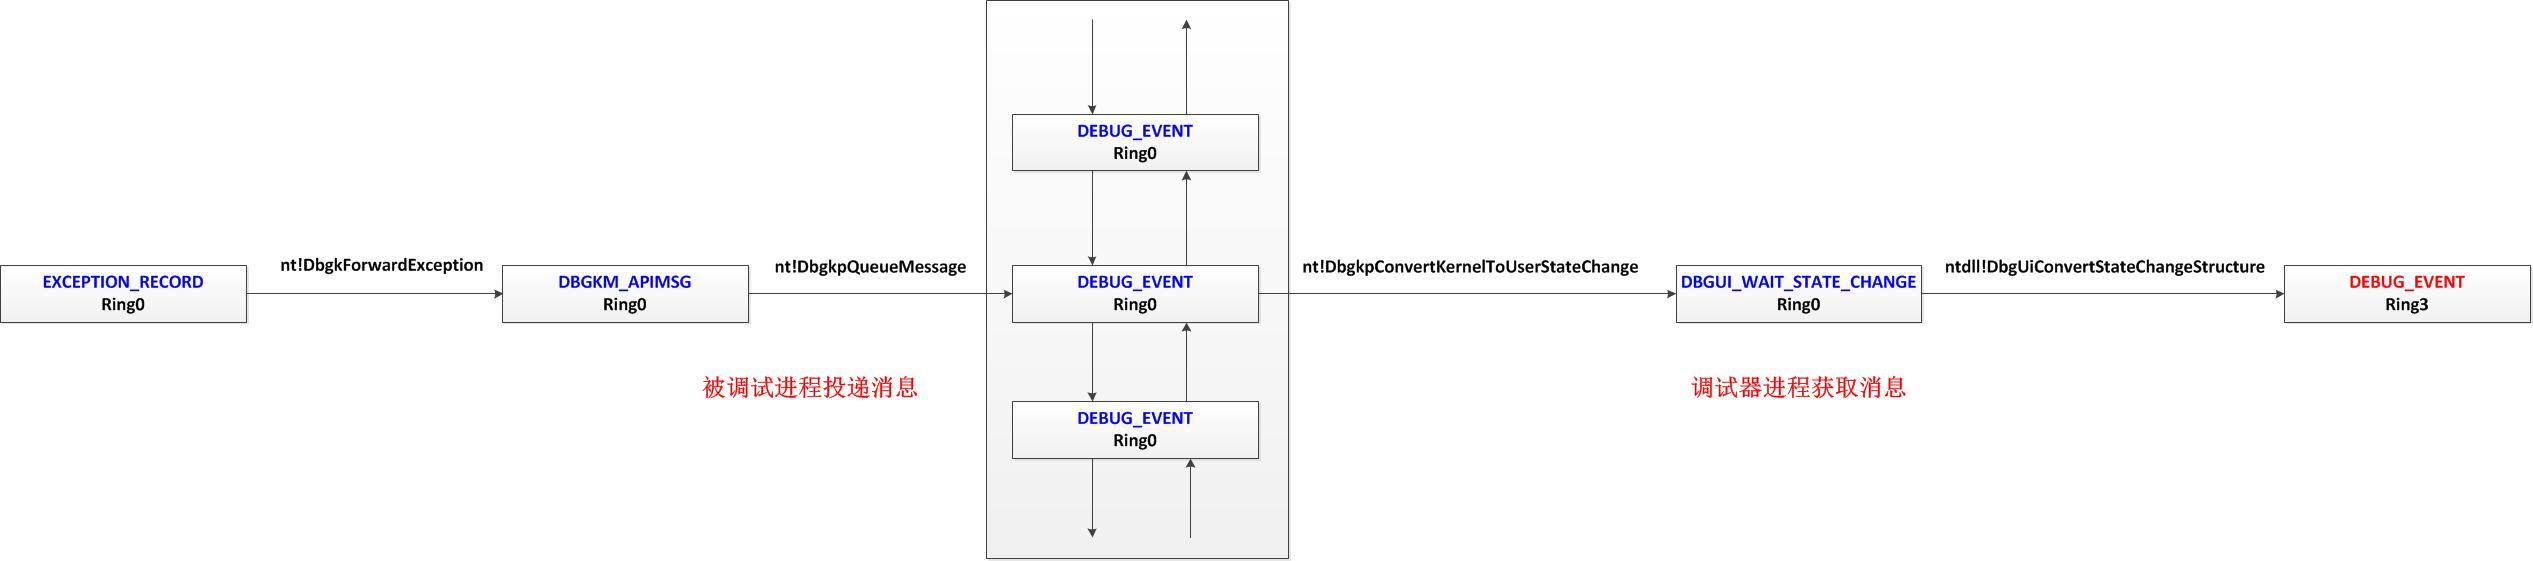 DEBUG_EVENT
Ring0
EXCEPTION_RECORD
Ring0
nt!DbgkForwardException
DBGKM_APIMSG
Ring0
nt!DbgkpQueueMessage
DEBUG_EVENT
Ring0
nt!DbgkpConvertKernelToUserStateChange
DBGUI_WAIT_STATE_CHANGE
Ring0
ntdll!DbgUiConvertStateChangeStructure
DEBUG_EVENT
Ring3
被调试进程投递消息
调试器进程获取消息
DEBUG_EVENT
Ring0